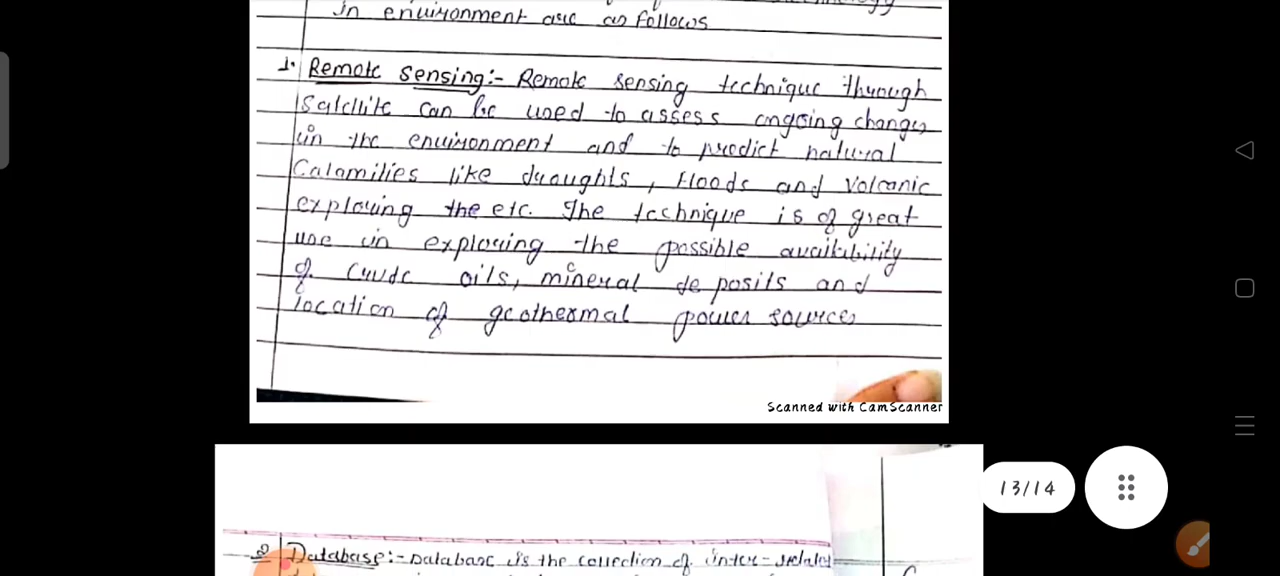 in environment are as follows
1. Remote sensing:- Remote sensing technique through
Satellite can be used to assess ongoing changes
in the environment and to predict natural
Calamities like droughts, floods and volcanic
exploring the etc. The technique is of great
use in exploring the possible availability
of crude oils, mineral deposits and
location of geothermal power sources
Scanned with CamScanner
13/14
2 Database:- Database is the collection of inter-related